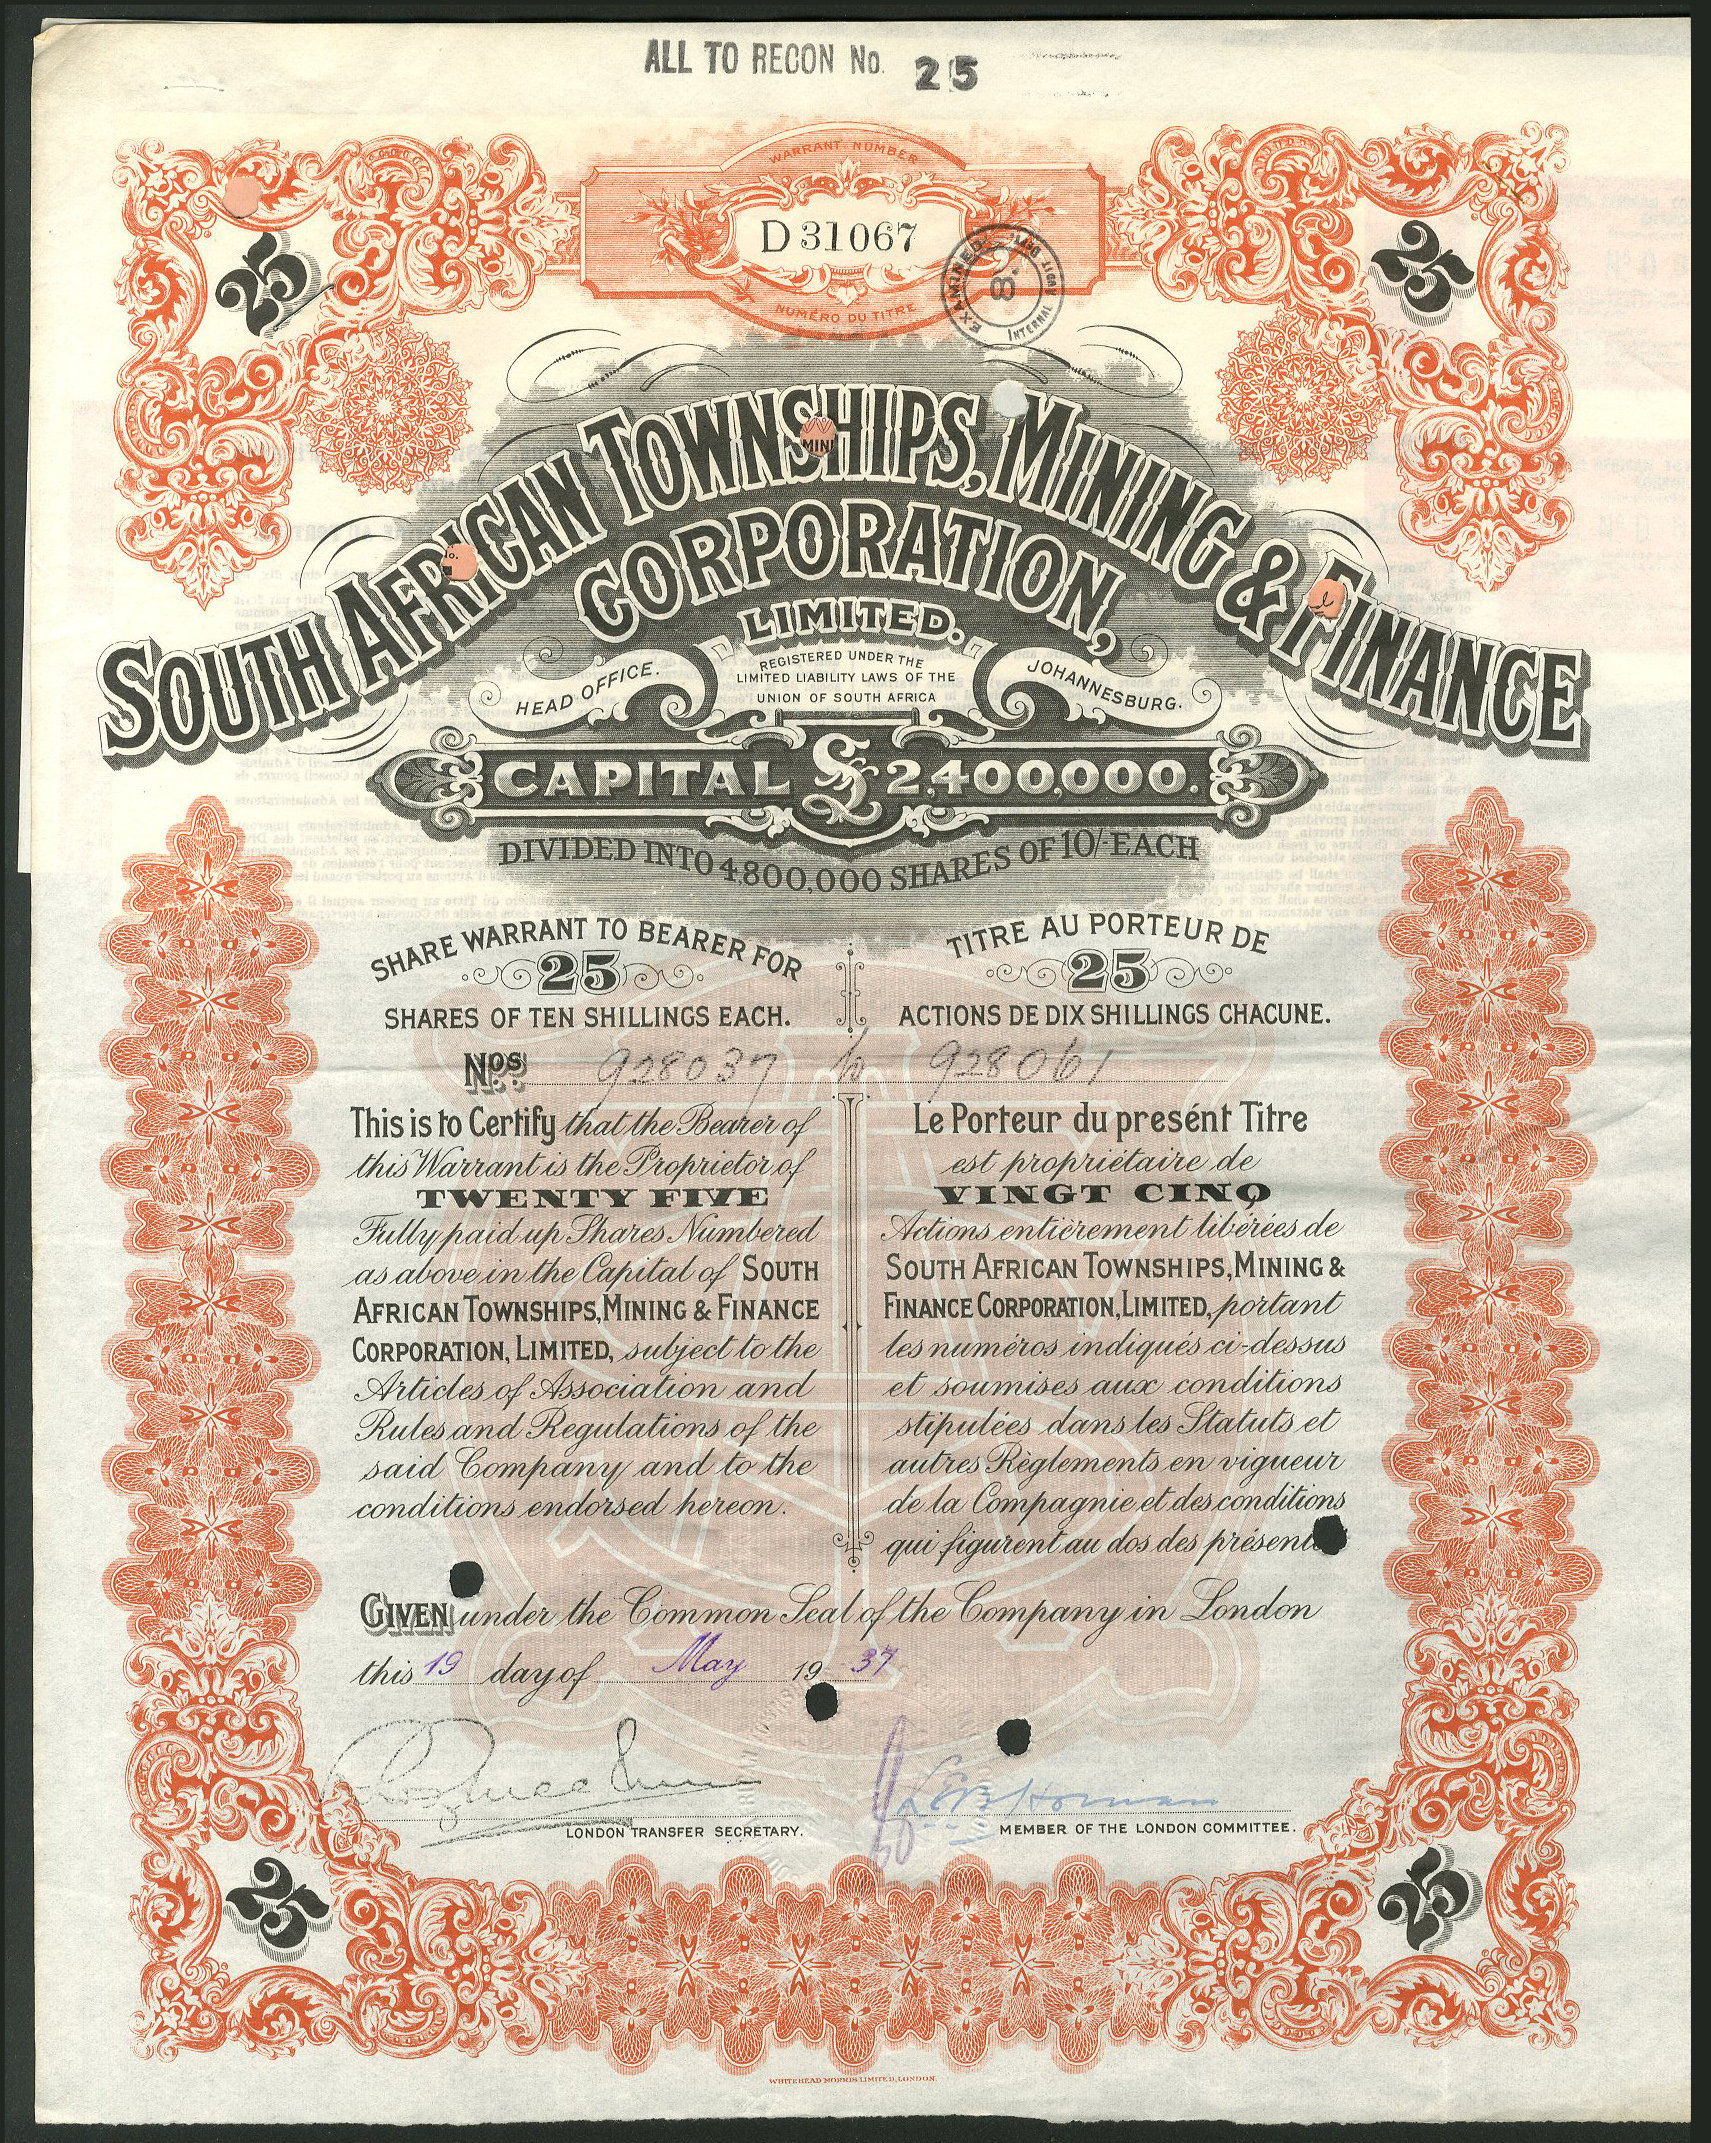 ALL TO RECON No. 25
WARRANT NUMBER
D 31067
NUMÉRO DU TITRE
EXAMINED
INTERNAL
8
25
25
SOUTH AFRICAN TOWNSHIPS, MINING & FINANCE
CORPORATION,
LIMITED.
HEAD OFFICE.
REGISTERED UNDER THE
LIMITED LIABILITY LAWS OF THE
UNION OF SOUTH AFRICA
JOHANNESBURG.
CAPITAL £ 2,400,000.
DIVIDED INTO 4,800,000 SHARES OF 10/- EACH
SHARE WARRANT TO BEARER FOR
25
SHARES OF TEN SHILLINGS EACH.
TITRE AU PORTEUR DE
25
ACTIONS DE DIX SHILLINGS CHACUNE.
Nos. 928037 to 928061
This is to Certify that the Bearer of
this Warrant is the Proprietor of
TWENTY FIVE
Fully paid up Shares Numbered
as above in the Capital of SOUTH
AFRICAN TOWNSHIPS, MINING & FINANCE
CORPORATION, LIMITED, subject to the
Articles of Association and
Rules and Regulations of the
said Company and to the
conditions endorsed hereon.
Le Porteur du présent Titre
est propriétaire de
VINGT CINQ
Actions entièrement libérées de
SOUTH AFRICAN TOWNSHIPS, MINING &
FINANCE CORPORATION, LIMITED, portant
les numéros indiqués ci-dessus
et soumises aux conditions
stipulées dans les Statuts et
autres Règlements en vigueur
de la Compagnie et des conditions
qui figurent au dos des présent
GIVEN under the Common Seal of the Company in London
this 19 day of May 1937
LONDON TRANSFER SECRETARY.
MEMBER OF THE LONDON COMMITTEE.
25
25
WHITEHEAD MORRIS LIMITED, LONDON.